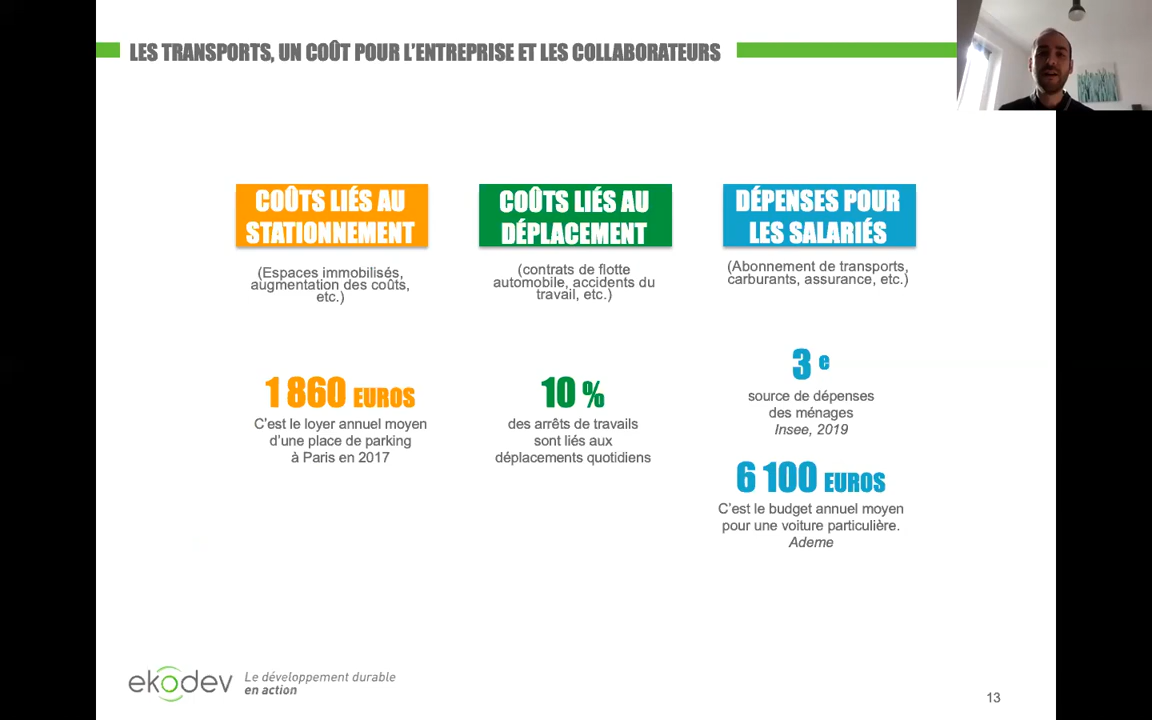 LES TRANSPORTS, UN COÛT POUR L'ENTREPRISE ET LES COLLABORATEURS
COÛTS LIÉS AU
STATIONNEMENT
(Espaces immobilisés,
augmentation des coûts,
etc.)
1 860 EUROS
C'est le loyer annuel moyen
d'une place de parking
à Paris en 2017
COÛTS LIÉS AU
DÉPLACEMENT
(contrats de flotte
automobile, accidents du
travail, etc.)
10 %
des arrêts de travails
sont liés aux
déplacements quotidiens
DÉPENSES POUR
LES SALARIÉS
(Abonnement de transports,
carburants, assurance, etc.)
3 e
source de dépenses
des ménages
Insee, 2019
6 100 EUROS
C'est le budget annuel moyen
pour une voiture particulière.
Ademe
ekodev
Le développement durable
en action
13